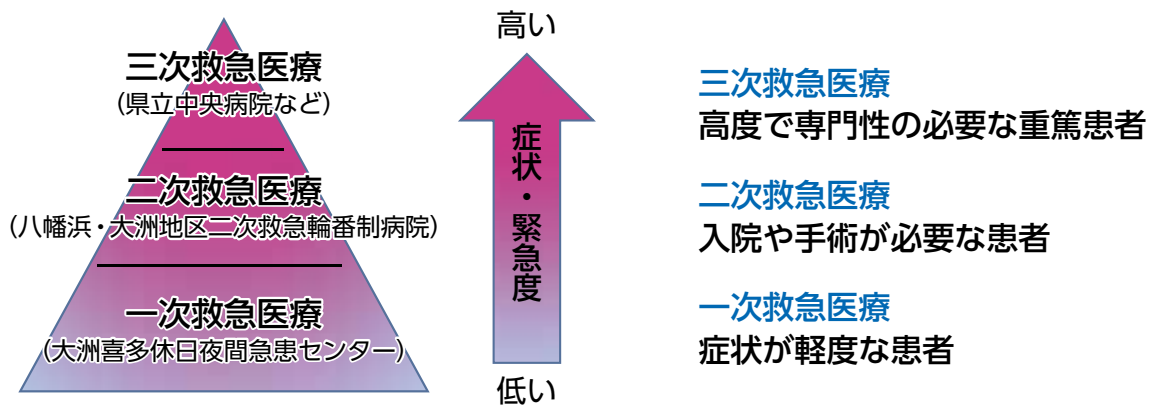 三次救急医療
(県立中央病院など)
二次救急医療
(八幡浜・大洲地区二次救急輪番制病院)
一次救急医療
(大洲喜多休日夜間急患センター)
高い
症状・緊急度
低い
三次救急医療
高度で専門性の必要な重篤患者
二次救急医療
入院や手術が必要な患者
一次救急医療
症状が軽度な患者